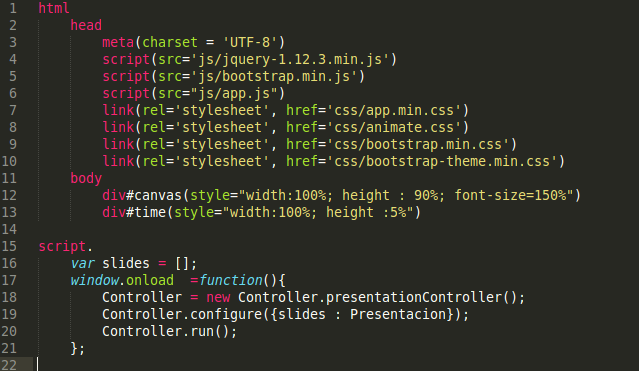 1 html
2     head
3         meta(charset = 'UTF-8')
4         script(src='js/jquery-1.12.3.min.js')
5         script(src='js/bootstrap.min.js')
6         script(src="js/app.js")
7         link(rel='stylesheet', href='css/app.min.css')
8         link(rel='stylesheet', href='css/animate.css')
9         link(rel='stylesheet', href='css/bootstrap.min.css')
10         link(rel='stylesheet', href='css/bootstrap-theme.min.css')
11     body
12         div#canvas(style="width:100%; height : 90%; font-size=150%")
13         div#time(style="width:100%; height :5%")
14
15 script.
16     var slides = [];
17     window.onload  =function(){
18         Controller = new Controller.presentationController();
19         Controller.configure({slides : Presentacion});
20         Controller.run();
21     };
22